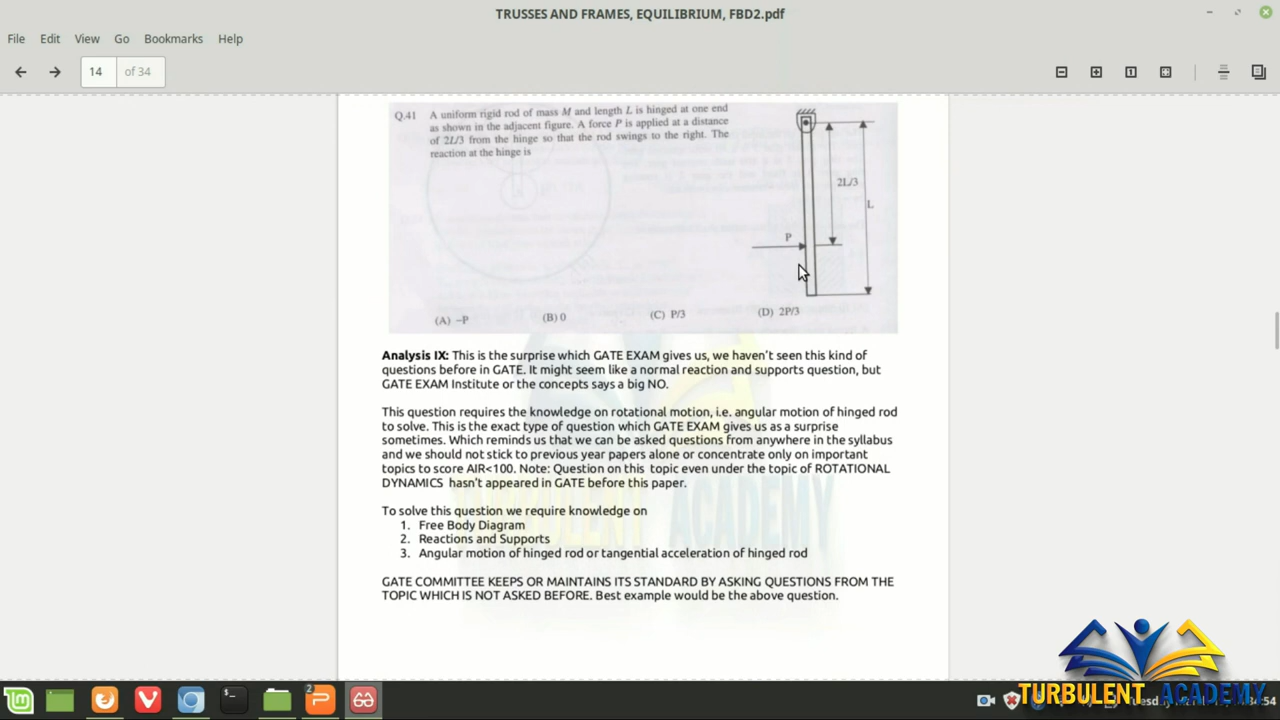 TRUSSES AND FRAMES, EQUILIBRIUM, FBD2.pdf
File Edit View Go Bookmarks Help
14 of 34
Q.41 A uniform rigid rod of mass M and length L is hinged at one end
as shown in the adjacent figure. A force P is applied at a distance
of 2L/3 from the hinge so that the rod swings to the right. The
reaction at the hinge is
2L/3
L
P
(A) –P (B) 0 (C) P/3 (D) 2P/3
Analysis IX: This is the surprise which GATE EXAM gives us, we haven't seen this kind of
questions before in GATE. It might seem like a normal reaction and supports question, but
GATE EXAM Institute or the concepts says a big NO.
This question requires the knowledge on rotational motion, i.e. angular motion of hinged rod
to solve. This is the exact type of question which GATE EXAM gives us as a surprise
sometimes. Which reminds us that we can be asked questions from anywhere in the syllabus
and we should not stick to previous year papers alone or concentrate only on important
topics to score AIR<100. Note: Question on this topic even under the topic of ROTATIONAL
DYNAMICS hasn't appeared in GATE before this paper.
To solve this question we require knowledge on
1. Free Body Diagram
2. Reactions and Supports
3. Angular motion of hinged rod or tangential acceleration of hinged rod
GATE COMMITTEE KEEPS OR MAINTAINS ITS STANDARD BY ASKING QUESTIONS FROM THE
TOPIC WHICH IS NOT ASKED BEFORE. Best example would be the above question.
TURBULENT ACADEMY